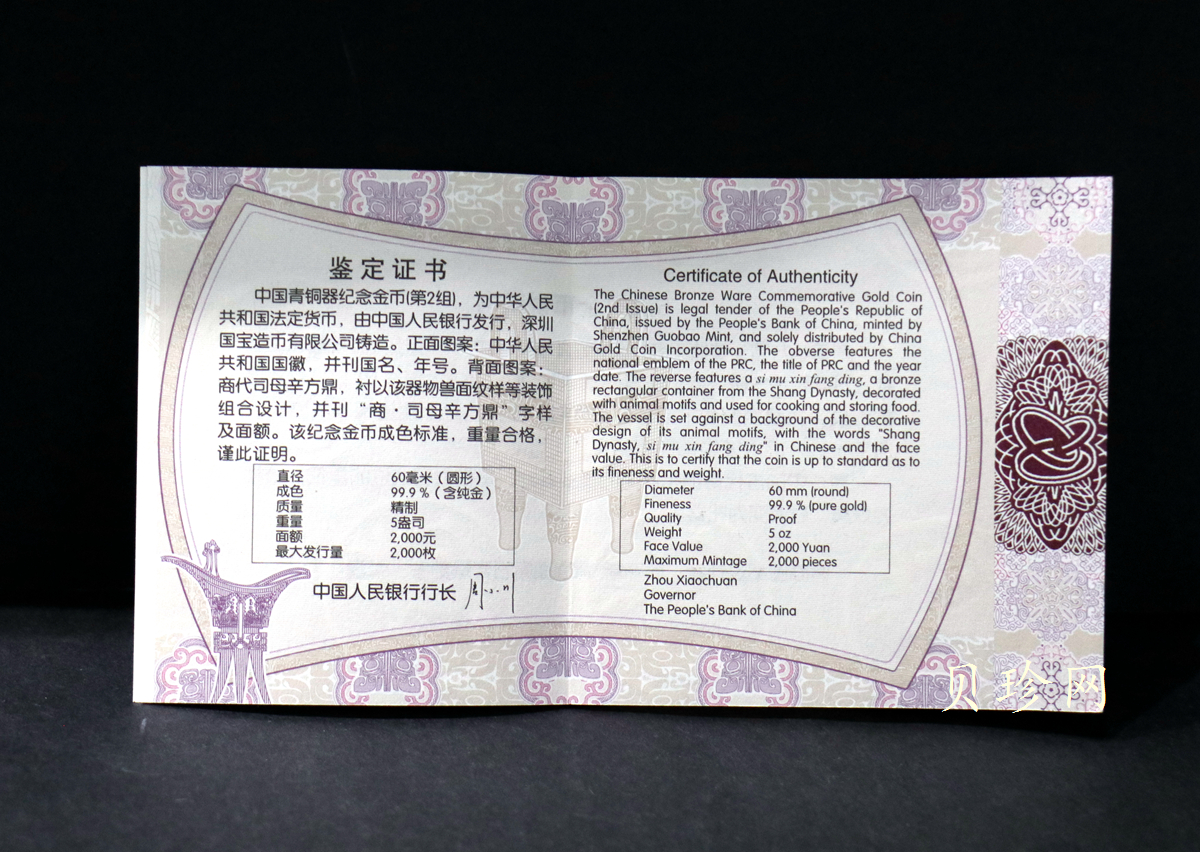 鉴定证书
中国青铜器纪念金币(第2组)，为中华人民
共和国法定货币，由中国人民银行发行，深圳
国宝造币有限公司铸造。正面图案：中华人民
共和国国徽，并刊国名、年号。背面图案：
商代司母辛方鼎，衬以该器物兽面纹样等装饰
组合设计，并刊“商·司母辛方鼎”字样
及面额。该纪念金币成色标准，重量合格，
谨此证明。
直径 60毫米（圆形）
成色 99.9％（含纯金）
质量 精制
重量 5盎司
面额 2,000元
最大发行量 2,000枚
中国人民银行行长 周小川
Certificate of Authenticity
The Chinese Bronze Ware Commemorative Gold Coin
(2nd Issue) is legal tender of the People's Republic of
China, issued by the People's Bank of China, minted by
Shenzhen Guobao Mint, and solely distributed by China
Gold Coin Incorporation. The obverse features the
national emblem of the PRC, the title of PRC and the year
date. The reverse features a si mu xin fang ding, a bronze
rectangular container from the Shang Dynasty, decorated
with animal motifs and used for cooking and storing food.
The vessel is set against a background of the decorative
design of its animal motifs, with the words "Shang
Dynasty, si mu xin fang ding" in Chinese and the face
value. This is to certify that the coin is up to standard as to
its fineness and weight.
Diameter 60 mm (round)
Fineness 99.9 % (pure gold)
Quality Proof
Weight 5 oz
Face Value 2,000 Yuan
Maximum Mintage 2,000 pieces
Zhou Xiaochuan
Governor
The People's Bank of China
贝珍网